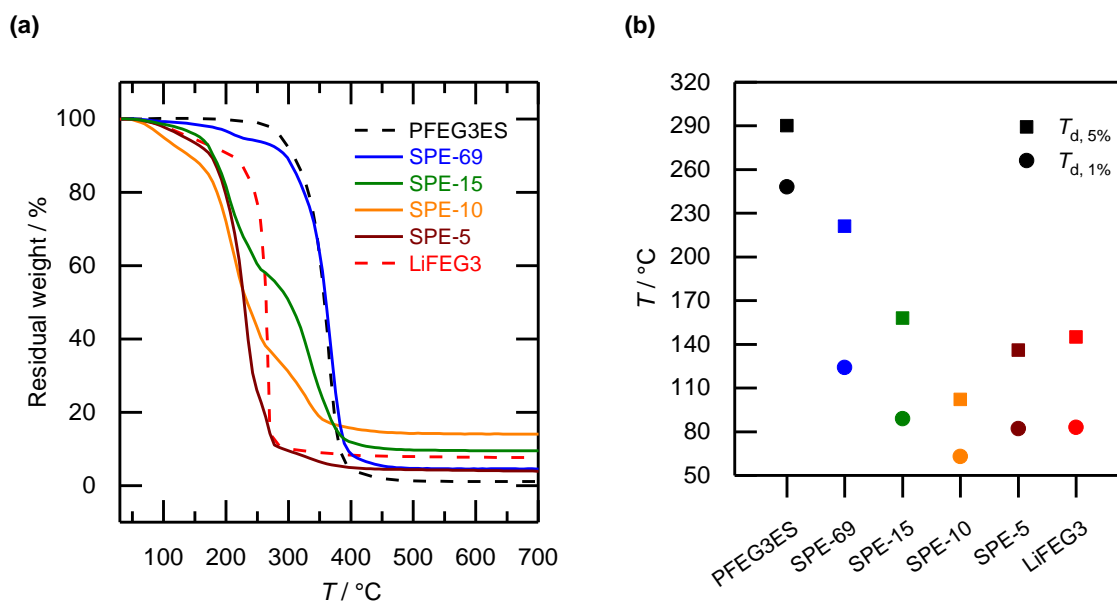 (a)
Residual weight / %
100
80
60
40
20
0
100 200 300 400 500 600 700
T / °C
PFEG3ES
SPE-69
SPE-15
SPE-10
SPE-5
LiFEG3
(b)
T / °C
320
290
260
230
200
170
140
110
80
50
Td, 5%
Td, 1%
PFEG3ES
SPE-69
SPE-15
SPE-10
SPE-5
LiFEG3